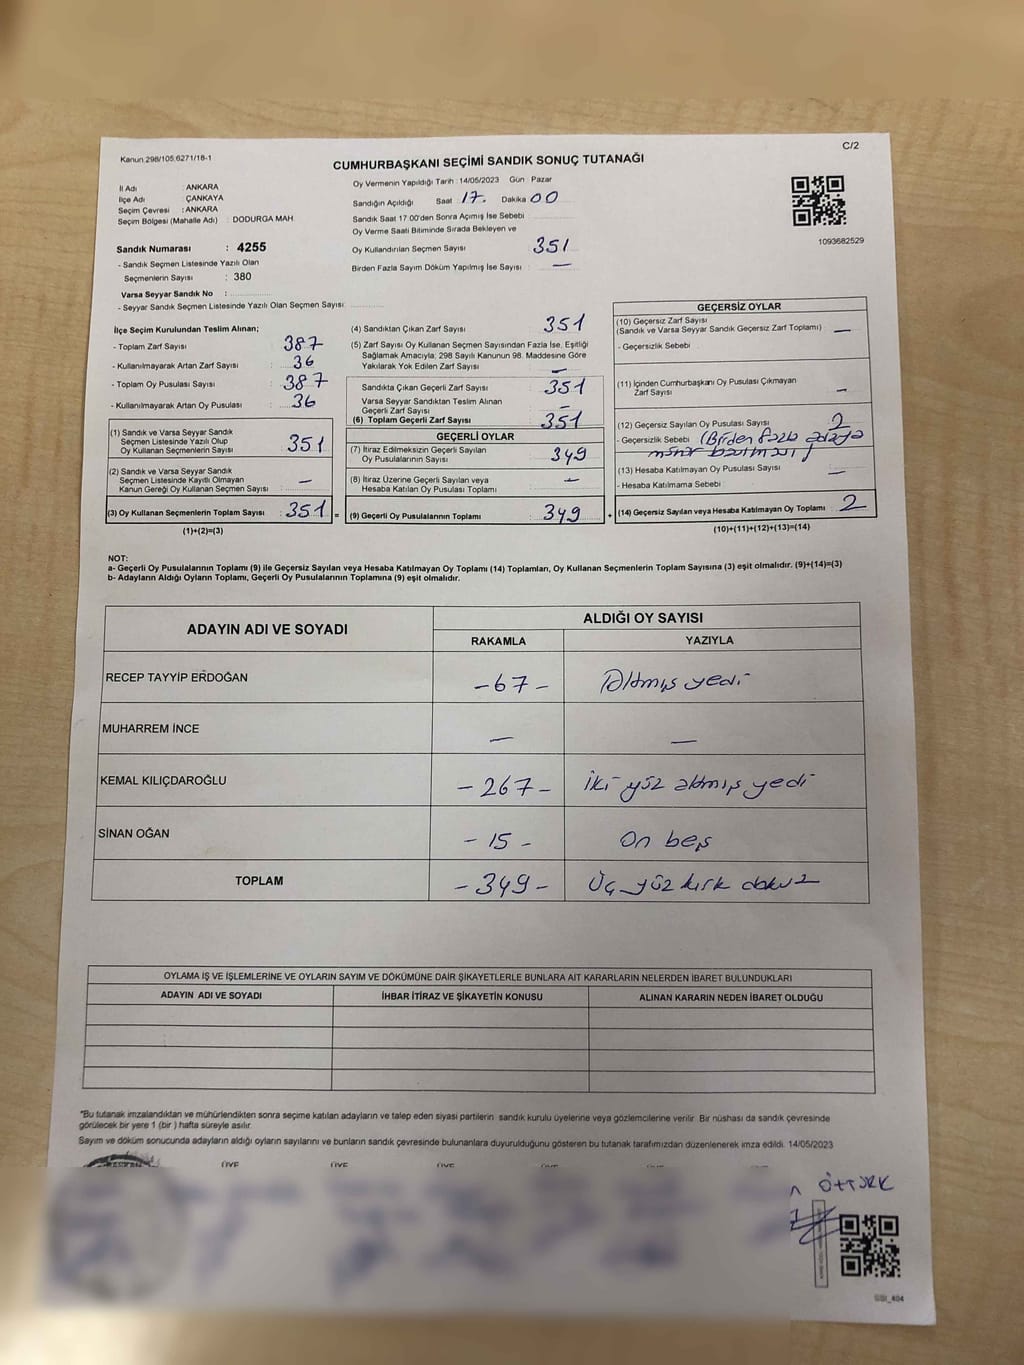 Kanun 298/105.6271/18-1
C/2
CUMHURBAŞKANI SEÇİMİ SANDIK SONUÇ TUTANAĞI
İl Adı : ANKARA
İlçe Adı : ÇANKAYA
Seçim Çevresi : ANKARA
Seçim Bölgesi (Mahalle Adı) : DODURGA MAH
Sandık Numarası : 4255
- Sandık Seçmen Listesinde Yazılı Olan
Seçmenlerin Sayısı : 380
Varsa Seyyar Sandık No :
- Seyyar Sandık Seçmen Listesinde Yazılı Olan Seçmen Sayısı:
Oy Vermenin Yapıldığı Tarih : 14/05/2023 Gün : Pazar
Sandığın Açıldığı Saat 17. Dakika 00
Sandık Saat 17.00'den Sonra Açımış İse Sebebi
Oy Verme Saati Bitiminde Sırada Bekleyen ve
Oy Kullandırılan Seçmen Sayısı 351
Birden Fazla Sayım Döküm Yapılmış İse Sayısı : —
1093682529
İlçe Seçim Kurulundan Teslim Alınan;
- Toplam Zarf Sayısı : 387
- Kullanılmayarak Artan Zarf Sayısı : 36
- Toplam Oy Pusulası Sayısı : 387
- Kullanılmayarak Artan Oy Pusulası : 36
(1) Sandık ve Varsa Seyyar Sandık
Seçmen Listesinde Yazılı Olup
Oy Kullanan Seçmenlerin Sayısı : 351
(2) Sandık ve Varsa Seyyar Sandık
Seçmen Listesinde Kayıtlı Olmayan
Kanun Gereği Oy Kullanan Seçmen Sayısı : —
(3) Oy Kullanan Seçmenlerin Toplam Sayısı : 351 =
(1)+(2)=(3)
(4) Sandıktan Çıkan Zarf Sayısı : 351
(5) Zarf Sayısı Oy Kullanan Seçmen Sayısından Fazla İse, Eşitliği
Sağlamak Amacıyla; 298 Sayılı Kanunun 98. Maddesine Göre
Yakılarak Yok Edilen Zarf Sayısı : —
Sandıkta Çıkan Geçerli Zarf Sayısı : 351
Varsa Seyyar Sandıktan Teslim Alınan
Geçerli Zarf Sayısı : —
(6) Toplam Geçerli Zarf Sayısı : 351
GEÇERLİ OYLAR
(7) İtiraz Edilmeksizin Geçerli Sayılan
Oy Pusulalarının Sayısı : 349
(8) İtiraz Üzerine Geçerli Sayılan veya
Hesaba Katılan Oy Pusulası Toplamı : —
(9) Geçerli Oy Pusulalarının Toplamı : 349 +
GEÇERSİZ OYLAR
(10) Geçersiz Zarf Sayısı
(Sandık ve Varsa Seyyar Sandık Geçersiz Zarf Toplamı) : —
- Geçersizlik Sebebi :
(11) İçinden Cumhurbaşkanı Oy Pusulası Çıkmayan
Zarf Sayısı : —
(12) Geçersiz Sayılan Oy Pusulası Sayısı : 2
- Geçersizlik Sebebi : (Birden fazla adaya
mühür basılması)
(13) Hesaba Katılmayan Oy Pusulası Sayısı : —
- Hesaba Katılmama Sebebi :
(14) Geçersiz Sayılan veya Hesaba Katılmayan Oy Toplamı : 2
(10)+(11)+(12)+(13)=(14)
NOT:
a- Geçerli Oy Pusulalarının Toplamı (9) ile Geçersiz Sayılan veya Hesaba Katılmayan Oy Toplamı (14) Toplamları, Oy Kullanan Seçmenlerin Toplam Sayısına (3) eşit olmalıdır. (9)+(14)=(3)
b- Adayların Aldığı Oyların Toplamı, Geçerli Oy Pusulalarının Toplamına (9) eşit olmalıdır.
ADAYIN ADI VE SOYADI
ALDIĞI OY SAYISI
RAKAMLA YAZIYLA
RECEP TAYYİP ERDOĞAN -67- Altmış yedi
MUHARREM İNCE — —
KEMAL KILIÇDAROĞLU -267- iki yüz altmış yedi
SİNAN OĞAN -15- On beş
TOPLAM -349- Üç yüz kırk dokuz
OYLAMA İŞ VE İŞLEMLERİNE VE OYLARIN SAYIM VE DÖKÜMÜNE DAİR ŞİKAYETLERLE BUNLARA AİT KARARLARIN NELERDEN İBARET BULUNDUKLARI
ADAYIN ADI VE SOYADI İHBAR İTİRAZ VE ŞİKAYETİN KONUSU ALINAN KARARIN NEDEN İBARET OLDUĞU
"Bu tutanak imzalandıktan ve mühürlendikten sonra seçime katılan adayların ve talep eden siyasi partilerin sandık kurulu üyelerine veya gözlemcilerine verilir. Bir nüshası da sandık çevresinde
görülecek bir yere 1 (bir ) hafta süreyle asılır.
Sayım ve döküm sonucunda adayların aldığı oyların sayılarını ve bunların sandık çevresinde bulunanlara duyurulduğunu gösteren bu tutanak tarafımızdan düzenlenerek imza edildi. 14/05/2023
ÜYE ÜYE ÜYE ÜYE ÜYE ÜYE